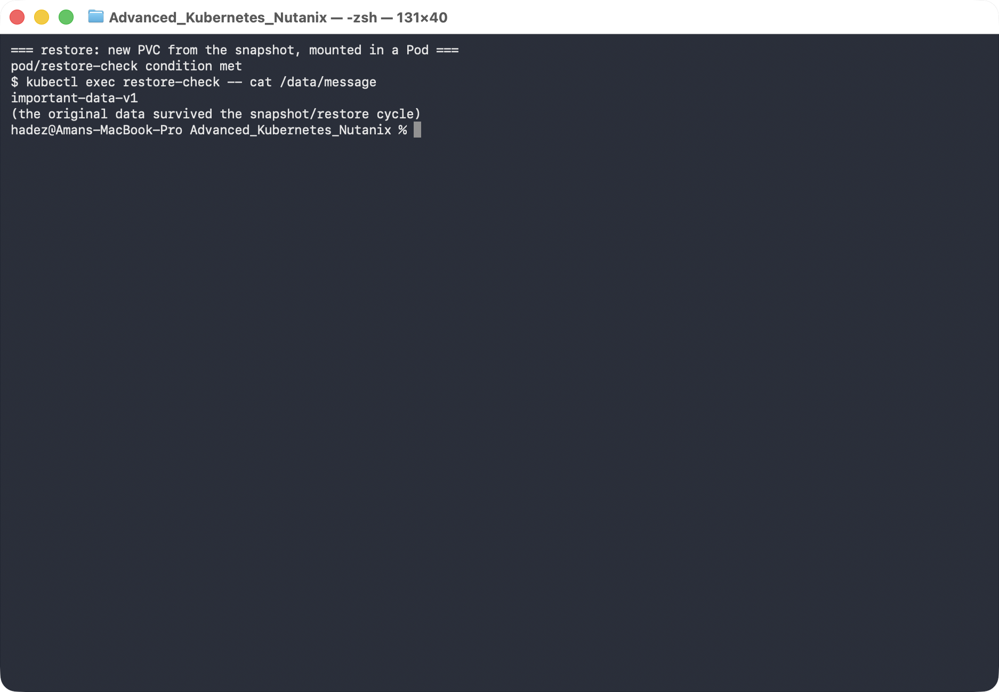 Advanced_Kubernetes_Nutanix — -zsh — 131×40
=== restore: new PVC from the snapshot, mounted in a Pod ===
pod/restore-check condition met
$ kubectl exec restore-check -- cat /data/message
important-data-v1
(the original data survived the snapshot/restore cycle)
hadez@Amans-MacBook-Pro Advanced_Kubernetes_Nutanix %